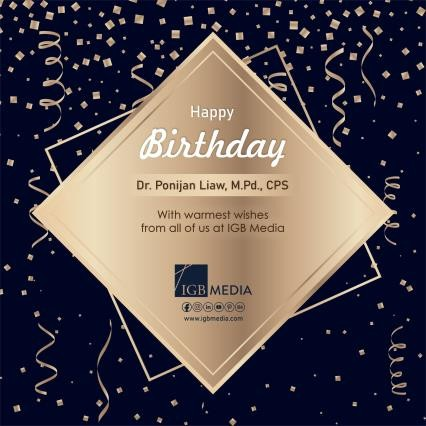 Happy
Birthday
Dr. Ponijan Liaw, M.Pd., CPS
With warmest wishes
from all of us at IGB Media
IGB MEDIA
www.igbmedia.com